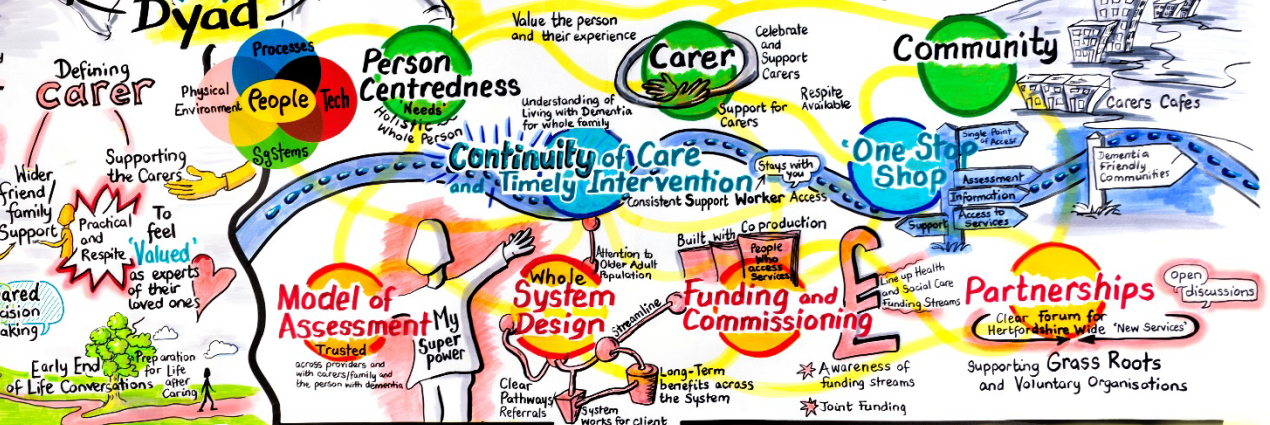 Dyad
Defining
carer
Wider
friend/
family
Support
Supporting
the Carers
Practical
and
Respite
To
feel
'Valued'
as experts
of their
loved ones
Early End
of Life Conversations
Preparation
for Life
after
Caring
Processes
Physical
Environment
People
Tech
Systems
Person
Centredness
'Needs'
Holistic
Whole Person
Value the person
and their experience
Understanding of
Living with Dementia
for whole family
Carer
Celebrate
and
Support
Carers
Respite
Available
Support for
Carers
Community
Carers Cafes
Continuity of Care
and Timely Intervention
Stays with
you
Consistent Support Worker Access
'One Stop
Shop
Single Point
of Access
Assessment
Information
Access to
Services
Support
Dementia
Friendly
Communities
Model of
Assessment
Trusted
across providers and
with carers/family and
the person with dementia
My
Super
power
Whole
System
Design
Attention to
Older Adult
Population
Streamline
Clear
Pathways
Referrals
System
works for client
Long-Term
benefits across
the System
Built with Co production
People
Who
access
Services
Funding and
Commissioning
£
Line up Health
and Social Care
Funding Streams
Awareness of
funding streams
Joint Funding
Partnerships
Clear forum for
Hertfordshire Wide 'New Services'
Open
discussions
Supporting Grass Roots
and Voluntary Organisations